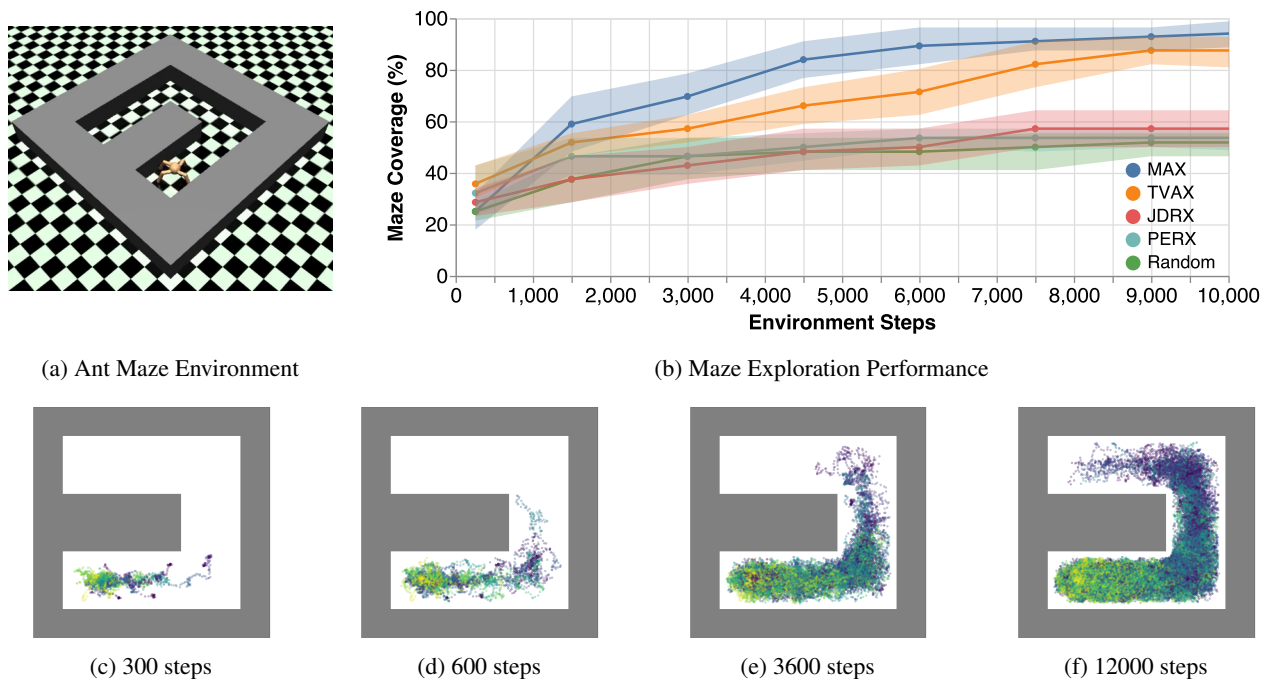 100
80
60
40
20
0
Maze Coverage (%)
MAX
TVAX
JDRX
PERX
Random
0 1,000 2,000 3,000 4,000 5,000 6,000 7,000 8,000 9,000 10,000
Environment Steps
(a) Ant Maze Environment
(b) Maze Exploration Performance
(c) 300 steps
(d) 600 steps
(e) 3600 steps
(f) 12000 steps